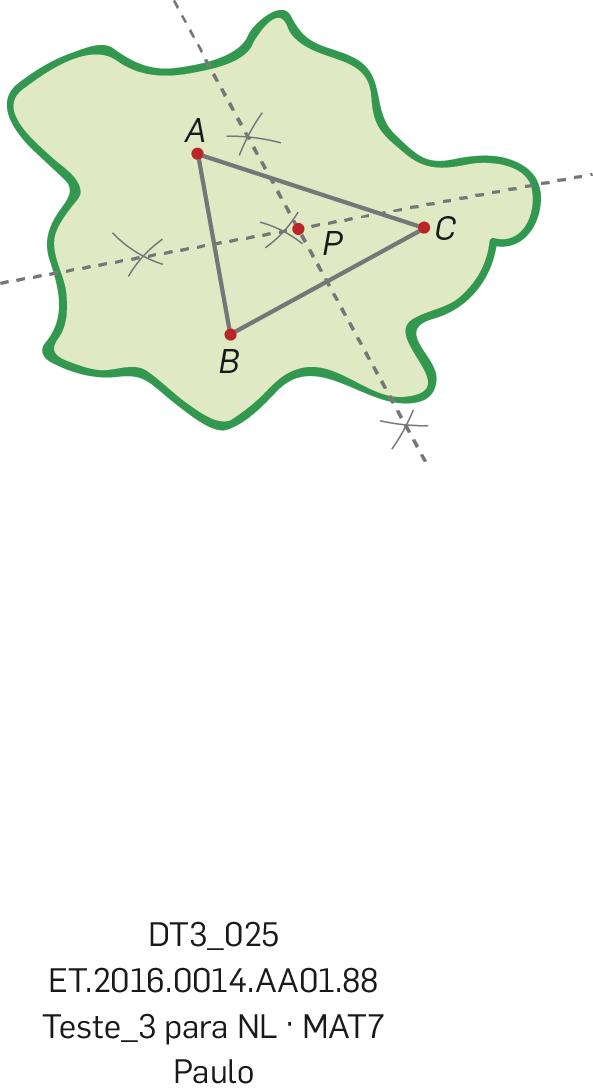 A
P
C
B
DT3_025
ET.2016.0014.AA01.88
Teste_3 para NL · MAT7
Paulo